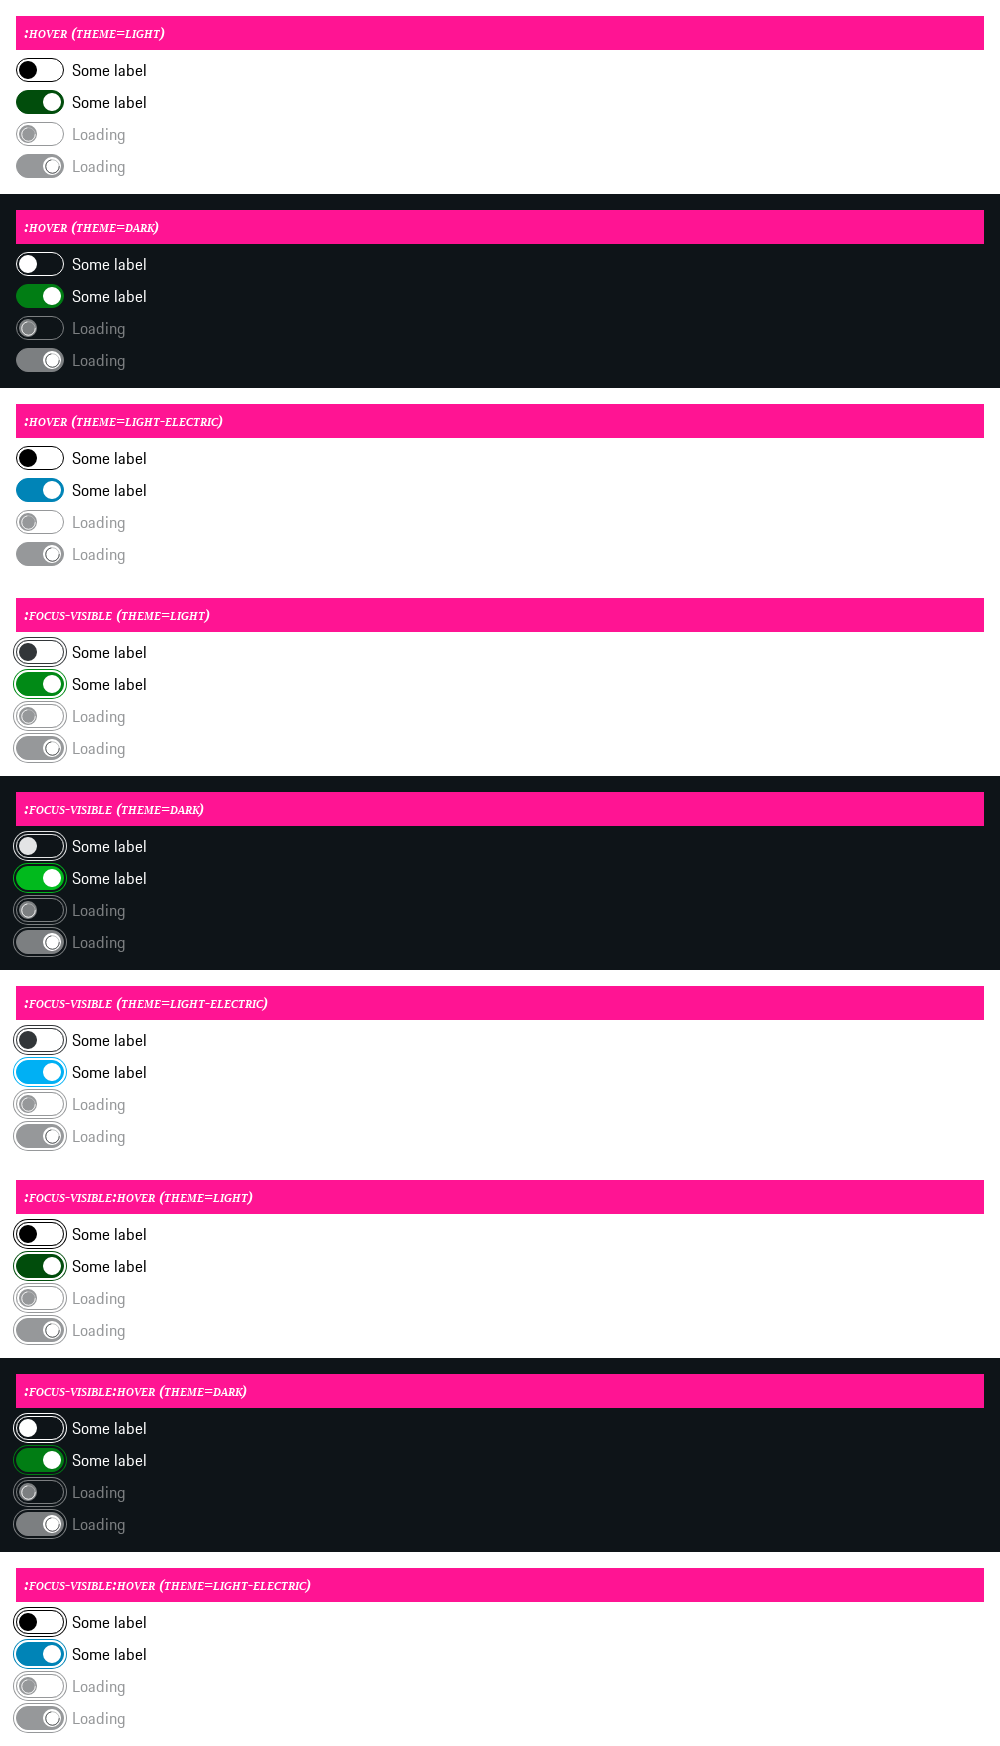 :hover (theme=light)
Some label
Some label
Loading
Loading
:hover (theme=dark)
Some label
Some label
Loading
Loading
:hover (theme=light-electric)
Some label
Some label
Loading
Loading
:focus-visible (theme=light)
Some label
Some label
Loading
Loading
:focus-visible (theme=dark)
Some label
Some label
Loading
Loading
:focus-visible (theme=light-electric)
Some label
Some label
Loading
Loading
:focus-visible:hover (theme=light)
Some label
Some label
Loading
Loading
:focus-visible:hover (theme=dark)
Some label
Some label
Loading
Loading
:focus-visible:hover (theme=light-electric)
Some label
Some label
Loading
Loading